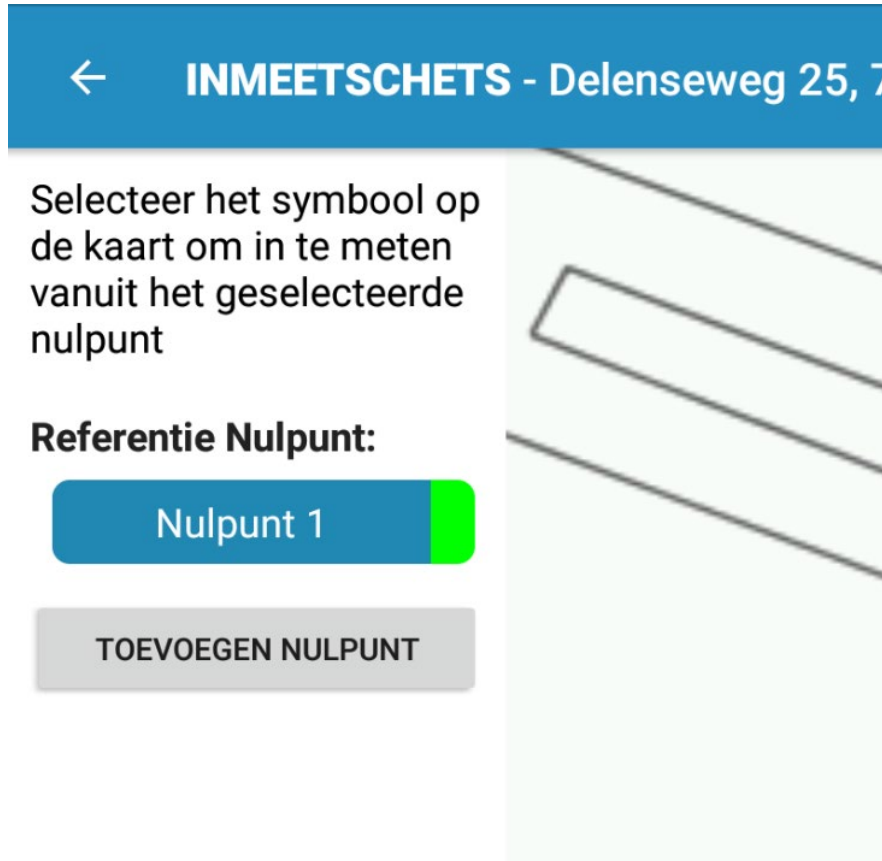 INMEETSCHETS - Delenseweg 25, 7
Selecteer het symbool op
de kaart om in te meten
vanuit het geselecteerde
nulpunt
Referentie Nulpunt:
Nulpunt 1
TOEVOEGEN NULPUNT